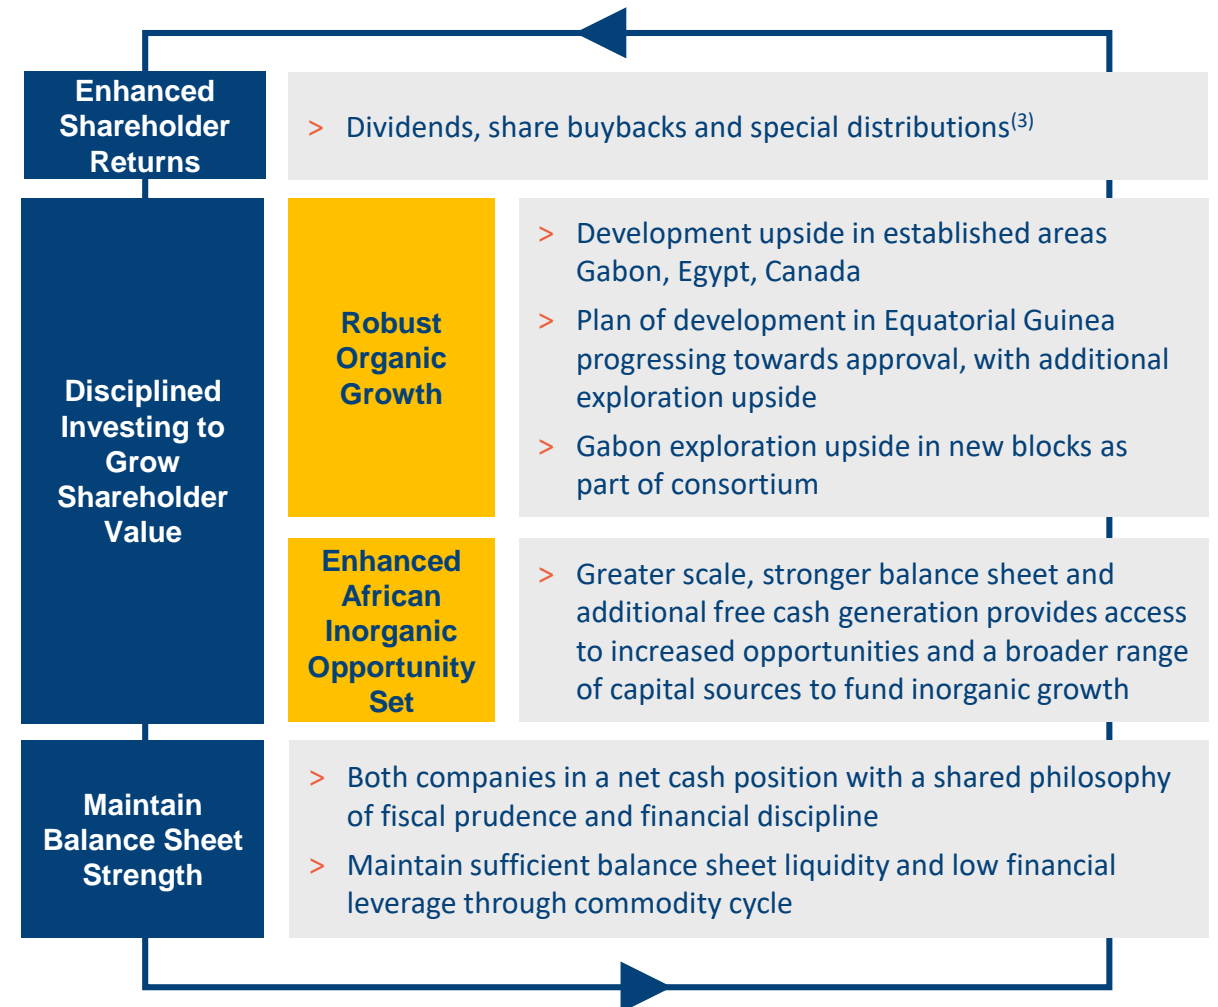 Enhanced
Shareholder
Returns
> Dividends, share buybacks and special distributions(3)
Disciplined
Investing to
Grow
Shareholder
Value
Robust
Organic
Growth
> Development upside in established areas
Gabon, Egypt, Canada
> Plan of development in Equatorial Guinea
progressing towards approval, with additional
exploration upside
> Gabon exploration upside in new blocks as
part of consortium
Enhanced
African
Inorganic
Opportunity
Set
> Greater scale, stronger balance sheet and
additional free cash generation provides access
to increased opportunities and a broader range
of capital sources to fund inorganic growth
Maintain
Balance Sheet
Strength
> Both companies in a net cash position with a shared philosophy
of fiscal prudence and financial discipline
> Maintain sufficient balance sheet liquidity and low financial
leverage through commodity cycle